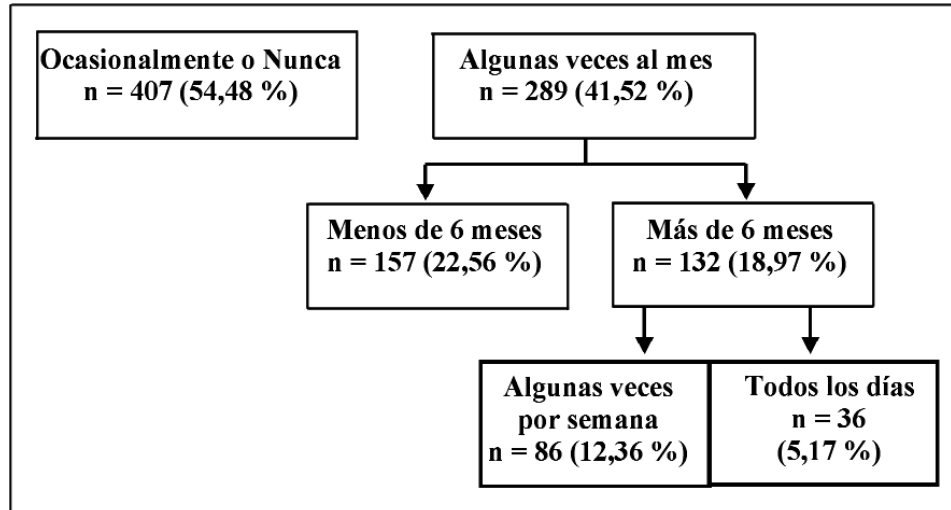 Ocasionalmente o Nunca
n = 407 (54,48 %)
Algunas veces al mes
n = 289 (41,52 %)
Menos de 6 meses
n = 157 (22,56 %)
Más de 6 meses
n = 132 (18,97 %)
Algunas veces
por semana
n = 86 (12,36 %)
Todos los días
n = 36
(5,17 %)